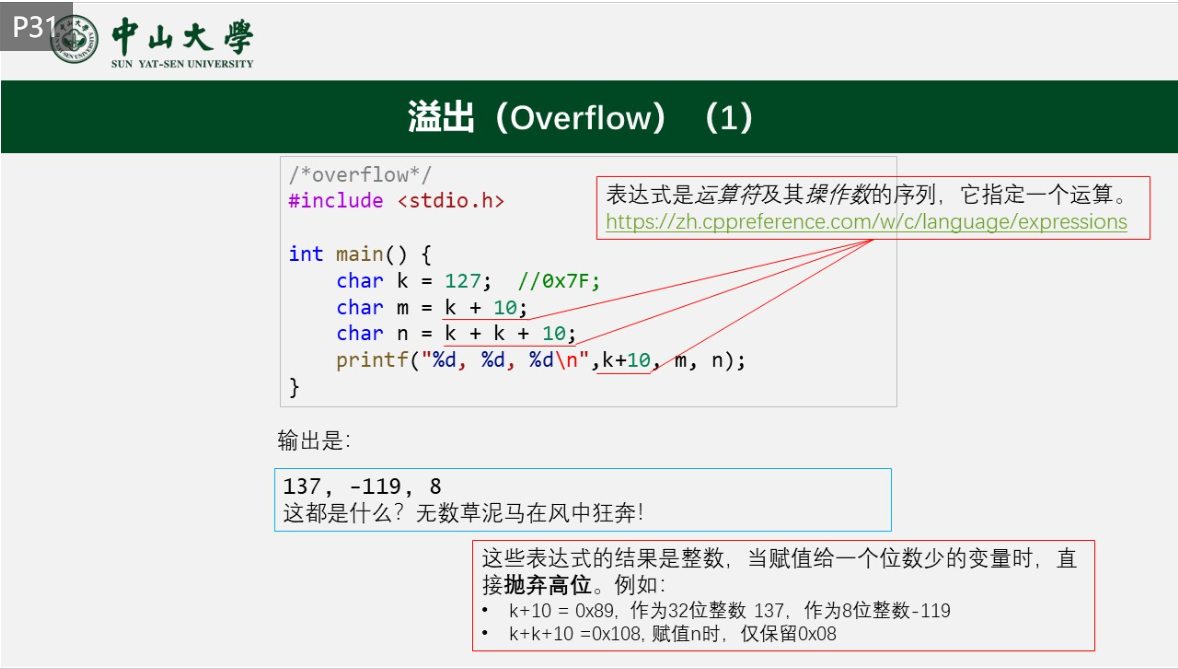 P31
中山大學
SUN YAT-SEN UNIVERSITY
溢出（Overflow）（1）
/*overflow*/
#include <stdio.h>
int main() {
char k = 127;  //0x7F;
char m = k + 10;
char n = k + k + 10;
printf("%d, %d, %d\n",k+10, m, n);
}
表达式是运算符及其操作数的序列，它指定一个运算。
https://zh.cppreference.com/w/c/language/expressions
输出是：
137, -119, 8
这都是什么？无数草泥马在风中狂奔！
这些表达式的结果是整数，当赋值给一个位数少的变量时，直
接抛弃高位。例如：
• k+10 = 0x89, 作为32位整数 137，作为8位整数-119
• k+k+10 =0x108, 赋值n时，仅保留0x08